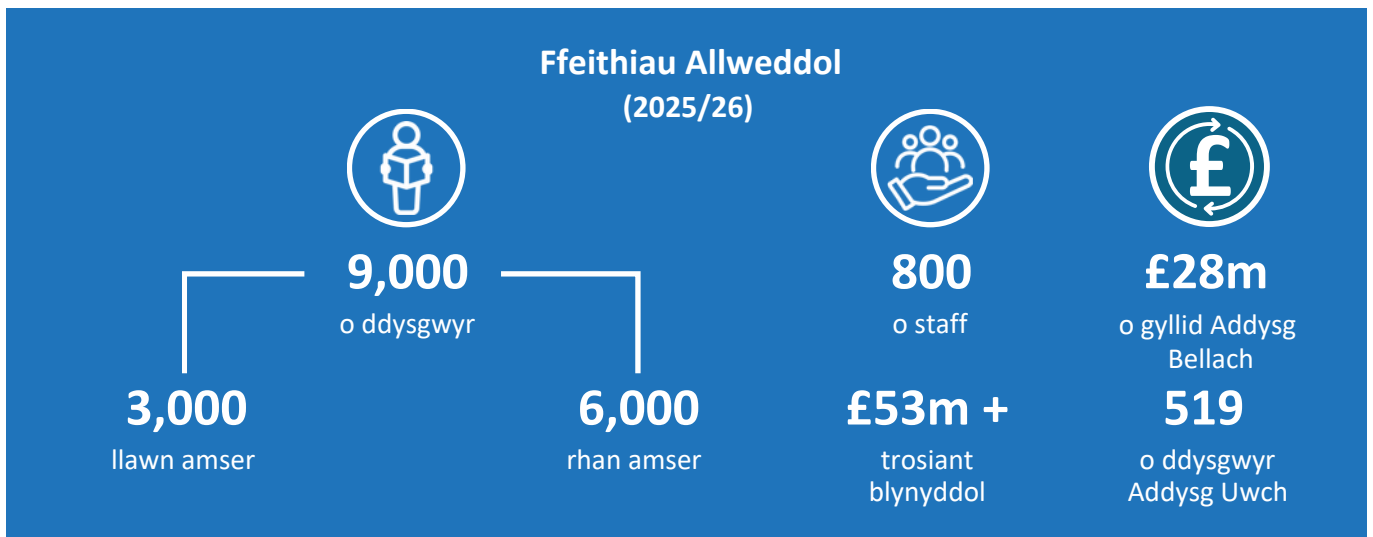 Ffeithiau Allweddol
(2025/26)
9,000
o ddysgwyr
3,000
llawn amser
6,000
rhan amser
800
o staff
£53m +
trosiant
blynyddol
£
£28m
o gyllid Addysg
Bellach
519
o ddysgwyr
Addysg Uwch